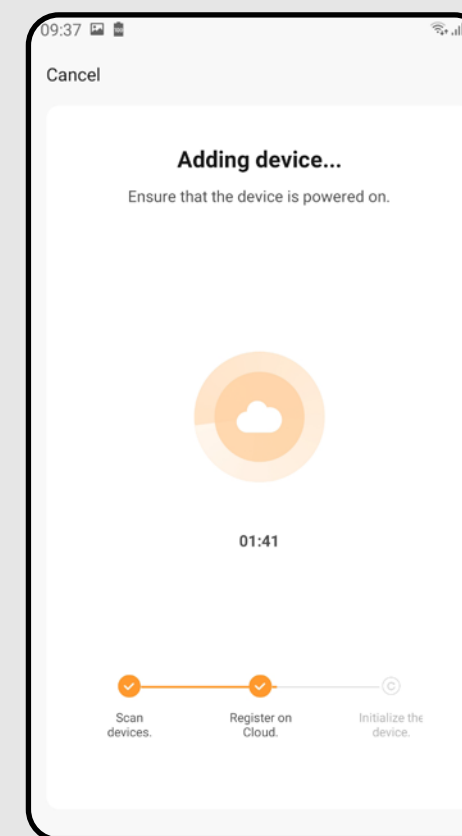 09:37
Cancel
Adding device...
Ensure that the device is powered on.
01:41
Scan
devices.
Register on
Cloud.
Initialize the
device.